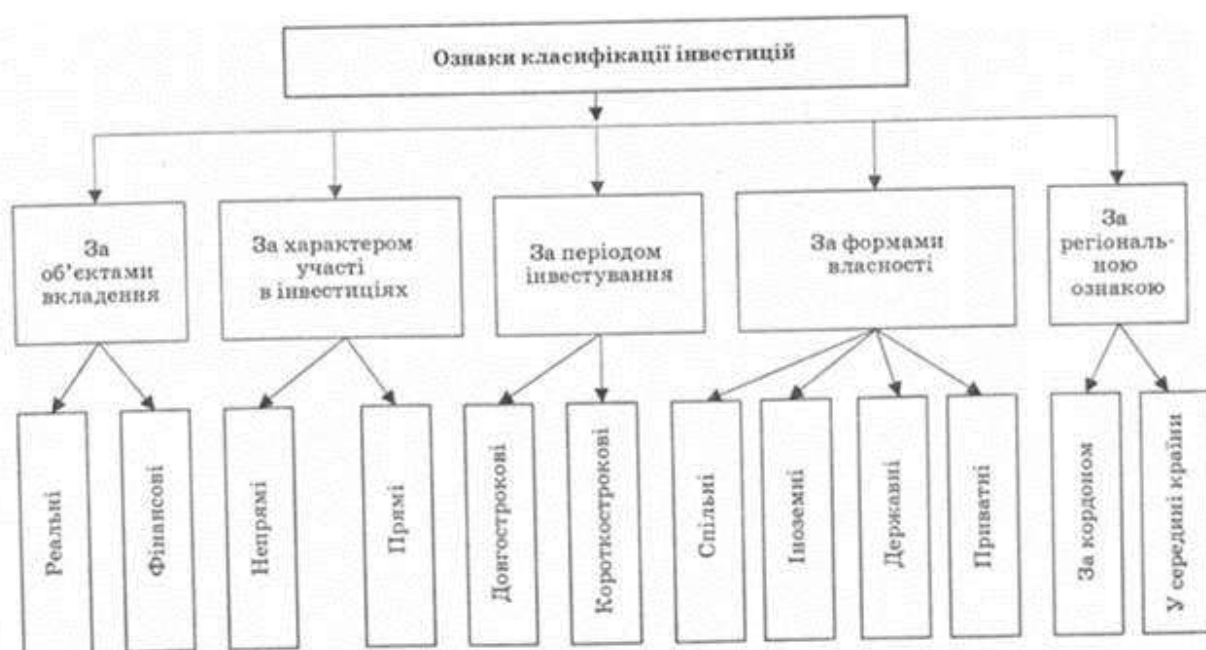 Ознаки класифікації інвестицій
За
об’єктами
вкладення
За характером
участі
в інвестиціях
За періодом
інвестування
За формами
власності
За
регіональ-
ною
ознакою
Реальні
Фінансові
Непрямі
Прямі
Довгострокові
Короткострокові
Спільні
Іноземні
Державні
Приватні
За кордоном
У середині країни